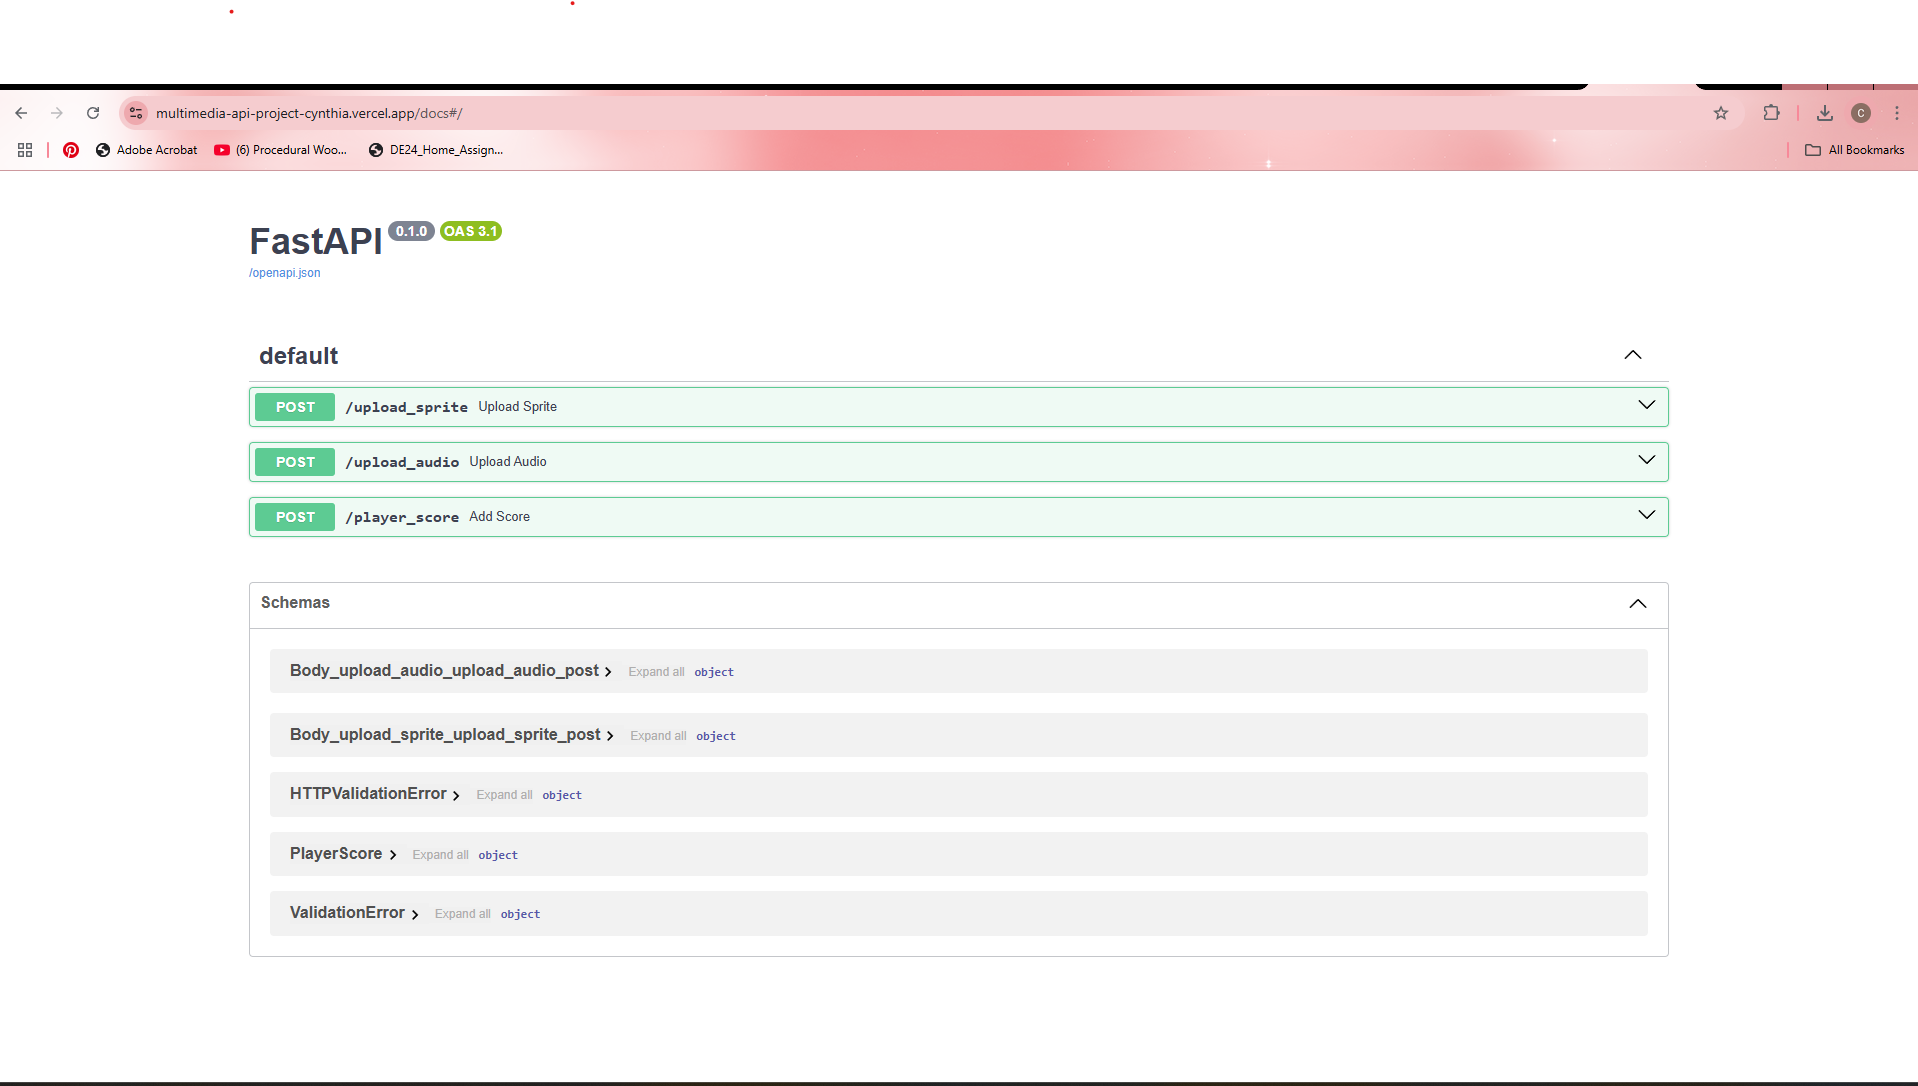 multimedia-api-project-cynthia.vercel.app/docs#/
C
Adobe Acrobat (6) Procedural Woo... DE24_Home_Assign... All Bookmarks
FastAPI 0.1.0 OAS 3.1
/openapi.json
default
POST /upload_sprite Upload Sprite
POST /upload_audio Upload Audio
POST /player_score Add Score
Schemas
Body_upload_audio_upload_audio_post Expand all object
Body_upload_sprite_upload_sprite_post Expand all object
HTTPValidationError Expand all object
PlayerScore Expand all object
ValidationError Expand all object